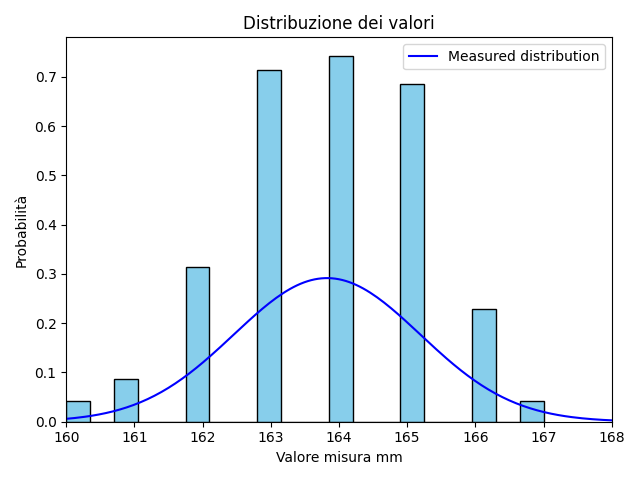 Distribuzione dei valori
Measured distribution
Probabilità
0.7
0.6
0.5
0.4
0.3
0.2
0.1
0.0
160 161 162 163 164 165 166 167 168
Valore misura mm